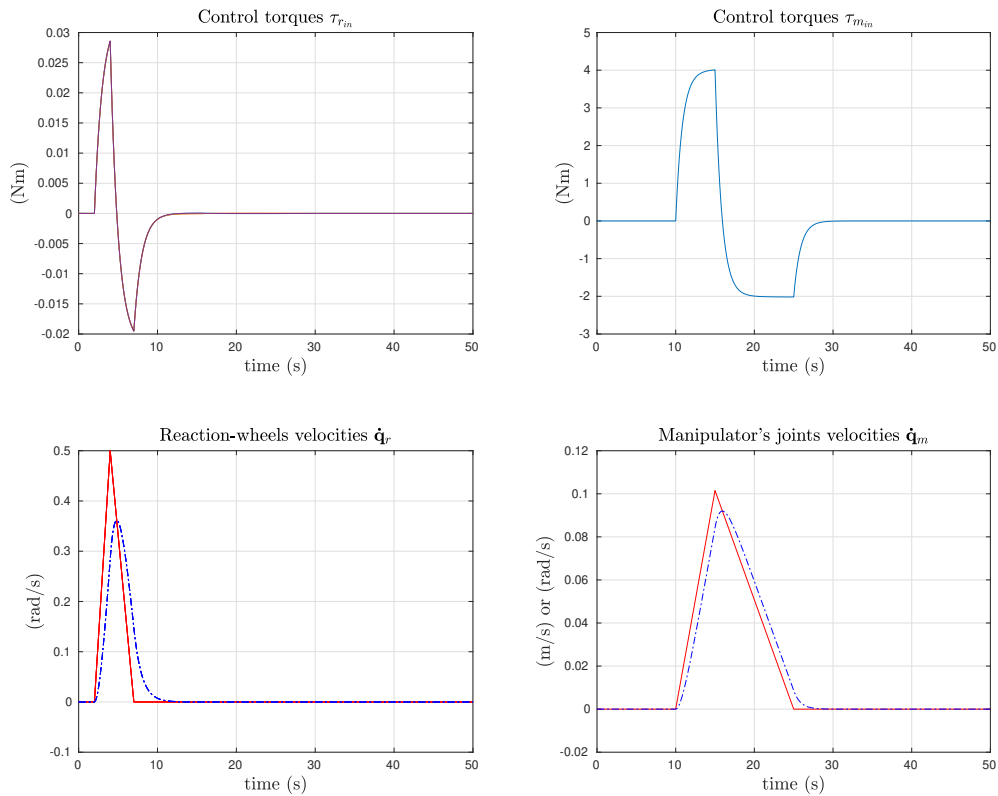 Control torques τ_{r_{in}}
0.03
0.025
0.02
0.015
0.01
0.005
0
-0.005
-0.01
-0.015
-0.02
(Nm)
0 10 20 30 40 50
time (s)
Control torques τ_{m_{in}}
5
4
3
2
1
0
-1
-2
-3
(Nm)
0 10 20 30 40 50
time (s)
Reaction-wheels velocities q̇_r
0.5
0.4
0.3
0.2
0.1
0
-0.1
(rad/s)
0 10 20 30 40 50
time (s)
Manipulator's joints velocities q̇_m
0.12
0.1
0.08
0.06
0.04
0.02
0
-0.02
(m/s) or (rad/s)
0 10 20 30 40 50
time (s)